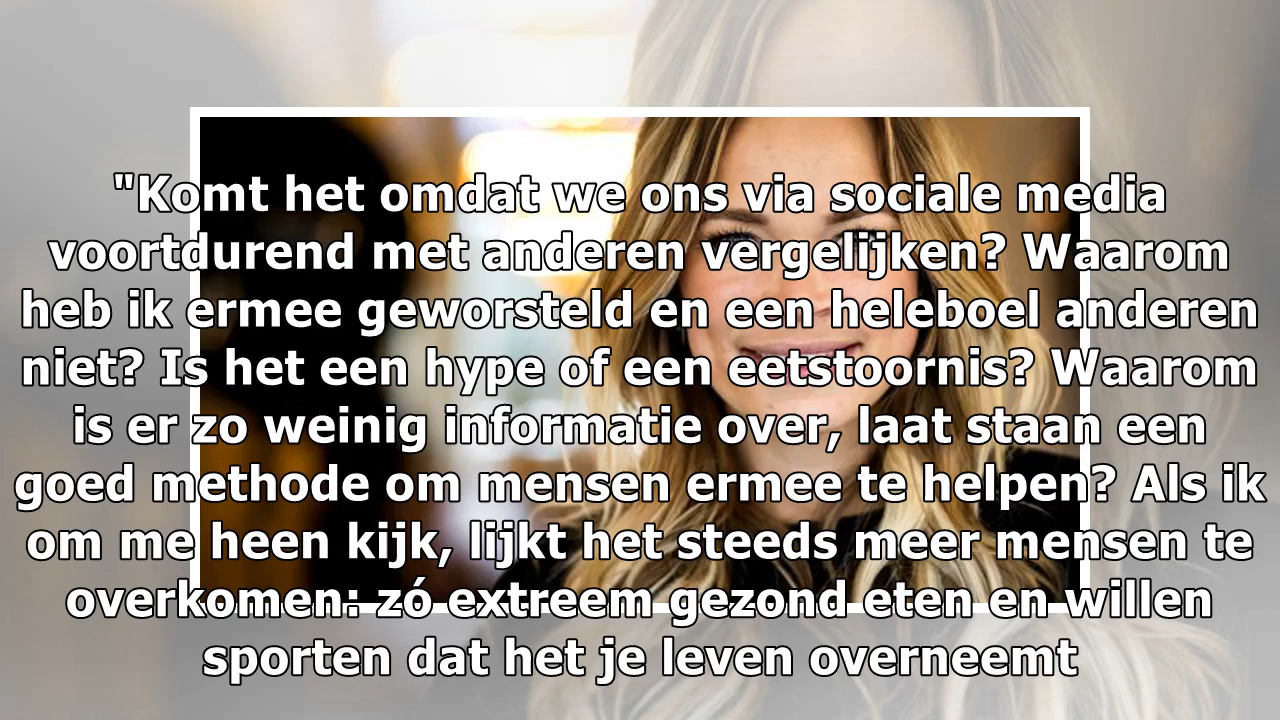 "Komt het omdat we ons via sociale media
voortdurend met anderen vergelijken? Waarom
heb ik ermee geworsteld en een heleboel anderen
niet? Is het een hype of een eetstoornis? Waarom
is er zo weinig informatie over, laat staan een
goed methode om mensen ermee te helpen? Als ik
om me heen kijk, lijkt het steeds meer mensen te
overkomen: zó extreem gezond eten en willen
sporten dat het je leven overneemt